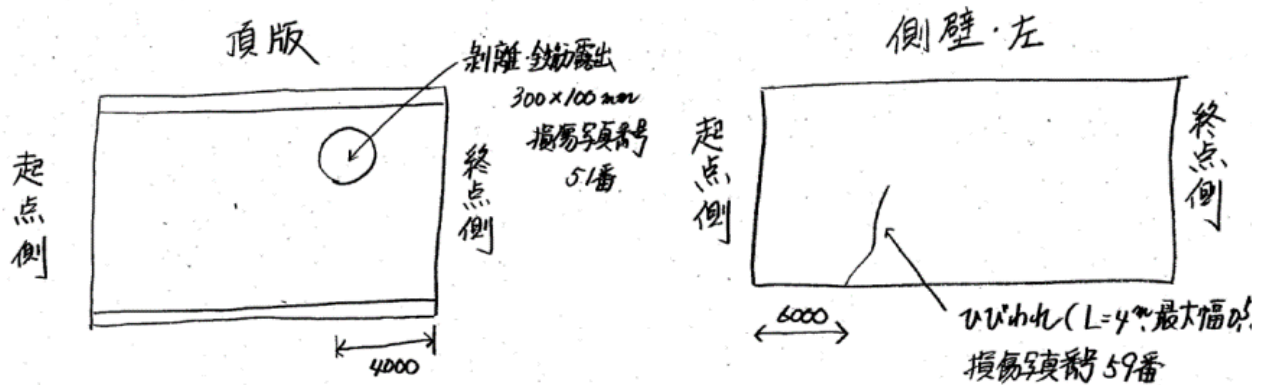 頂版
剥離・鉄筋露出
300×100mm
損傷写真番号
51番
起点側
終点側
4000
側壁・左
起点側
終点側
6000
ひびわれ(L=4m,最大幅0.5
損傷写真番号 59番